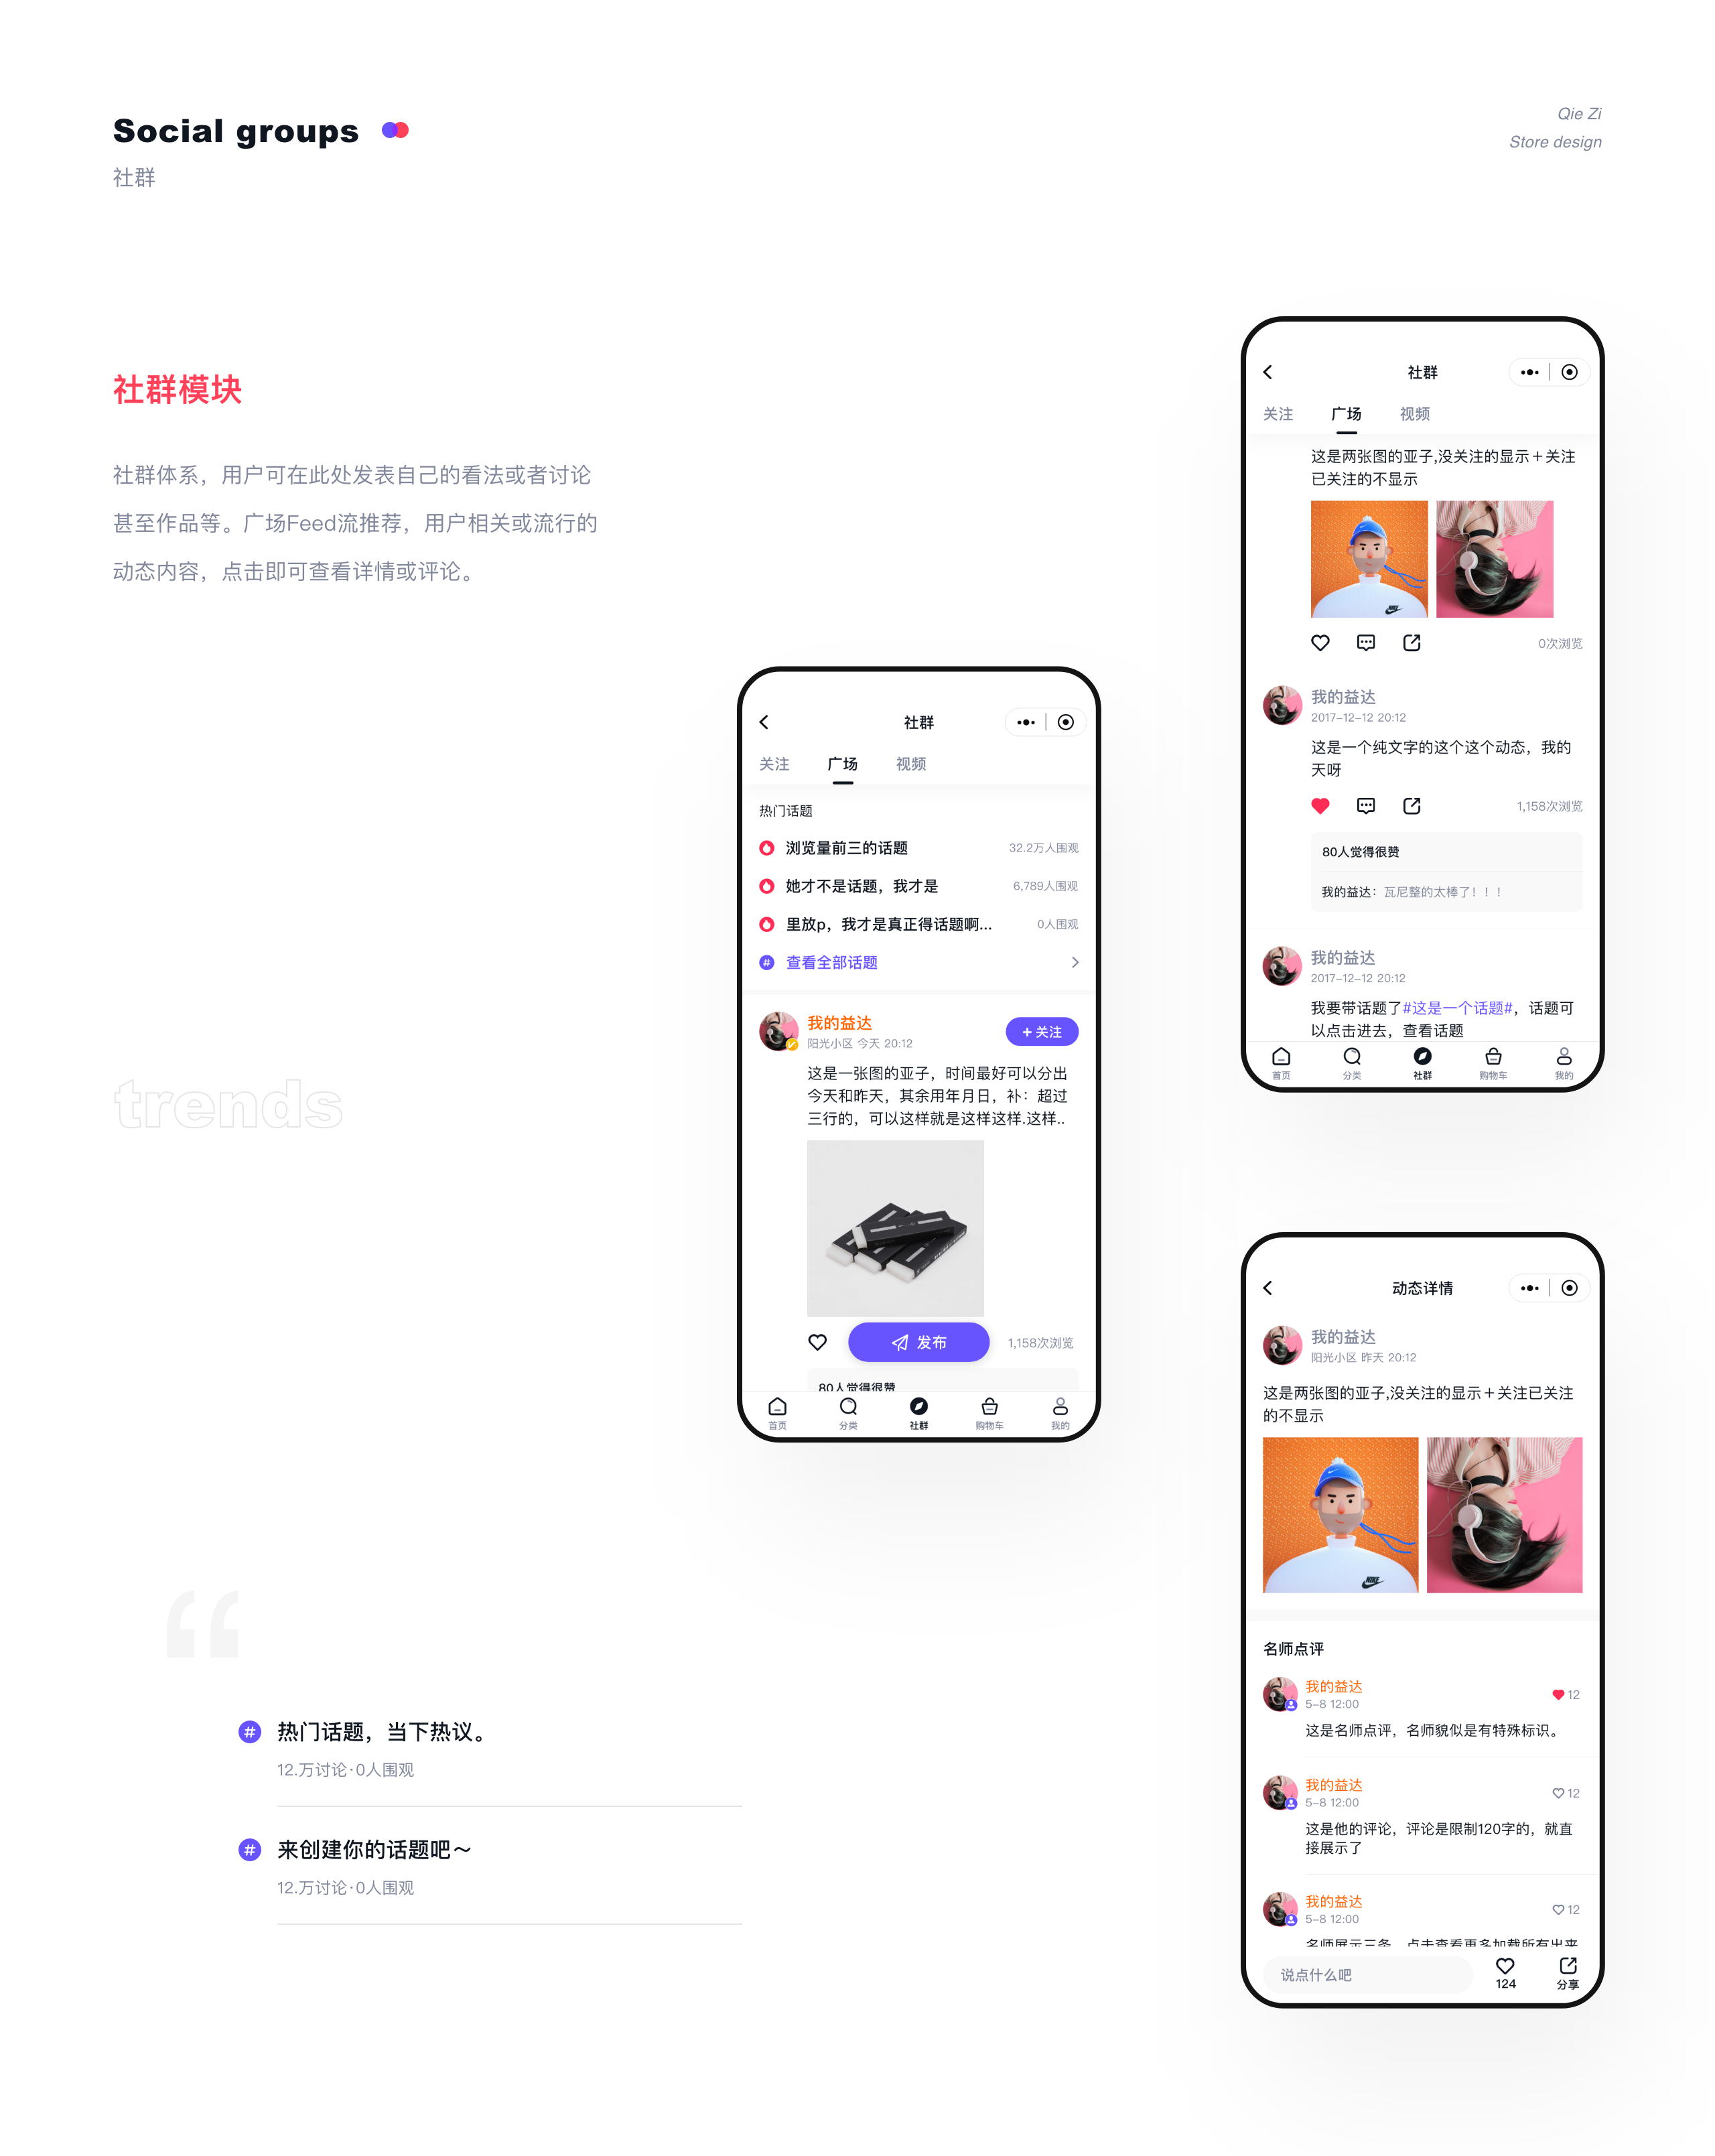 Social groups
社群
Qie Zi
Store design
社群模块
社群体系，用户可在此处发表自己的看法或者讨论
甚至作品等。广场Feed流推荐，用户相关或流行的
动态内容，点击即可查看详情或评论。
trends
社群
关注 广场 视频
热门话题
浏览量前三的话题 32.2万人围观
她才不是话题，我才是 6,789人围观
里放p，我才是真正得话题啊... 0人围观
# 查看全部话题
我的益达
阳光小区 今天 20:12
+ 关注
这是一张图的亚子，时间最好可以分出
今天和昨天，其余用年月日，补：超过
三行的，可以这样就是这样这样.这样..
发布
1,158次浏览
80人觉得很赞
首页 分类 社群 购物车 我的
社群
关注 广场 视频
这是两张图的亚子,没关注的显示＋关注
已关注的不显示
NIKE
0次浏览
我的益达
2017-12-12 20:12
这是一个纯文字的这个这个动态，我的
天呀
1,158次浏览
80人觉得很赞
我的益达：瓦尼整的太棒了！！！
我的益达
2017-12-12 20:12
我要带话题了#这是一个话题#，话题可
以点击进去，查看话题
首页 分类 社群 购物车 我的
动态详情
我的益达
阳光小区 昨天 20:12
这是两张图的亚子,没关注的显示＋关注已关注
的不显示
NIKE
名师点评
我的益达
5-8 12:00
12
这是名师点评，名师貌似是有特殊标识。
我的益达
5-8 12:00
12
这是他的评论，评论是限制120字的，就直
接展示了
我的益达
5-8 12:00
12
名师展示三条，点击查看更多加载所有出来
说点什么吧
124
分享
“
# 热门话题，当下热议。
12.万讨论·0人围观
# 来创建你的话题吧～
12.万讨论·0人围观